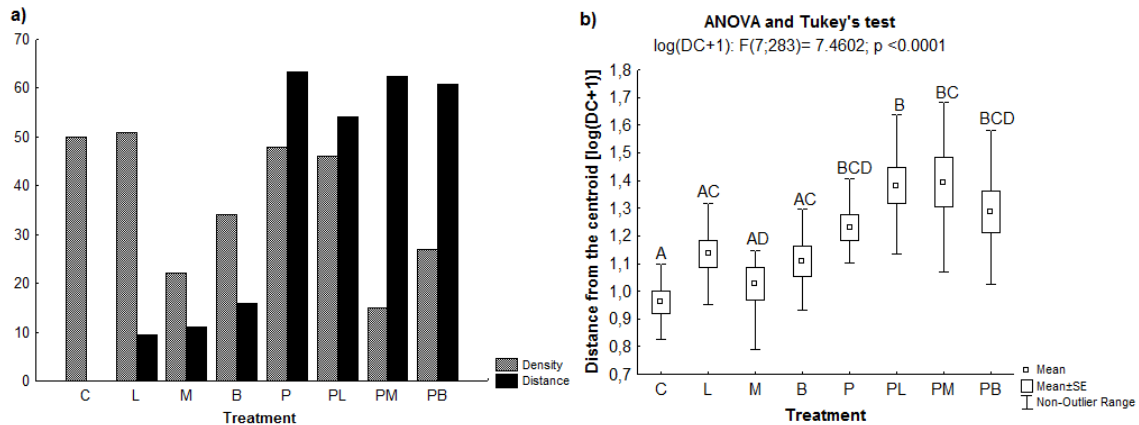 a)
70
60
50
40
30
20
10
0
C L M B P PL PM PB
Treatment
Density
Distance
b)
ANOVA and Tukey's test
log(DC+1): F(7;283)= 7.4602; p <0.0001
Distance from the centroid [log(DC+1)]
1,8
1,7
1,6
1,5
1,4
1,3
1,2
1,1
1,0
0,9
0,8
0,7
A AC AD AC BCD B BC BCD
C L M B P PL PM PB
Treatment
Mean
Mean±SE
Non-Outlier Range